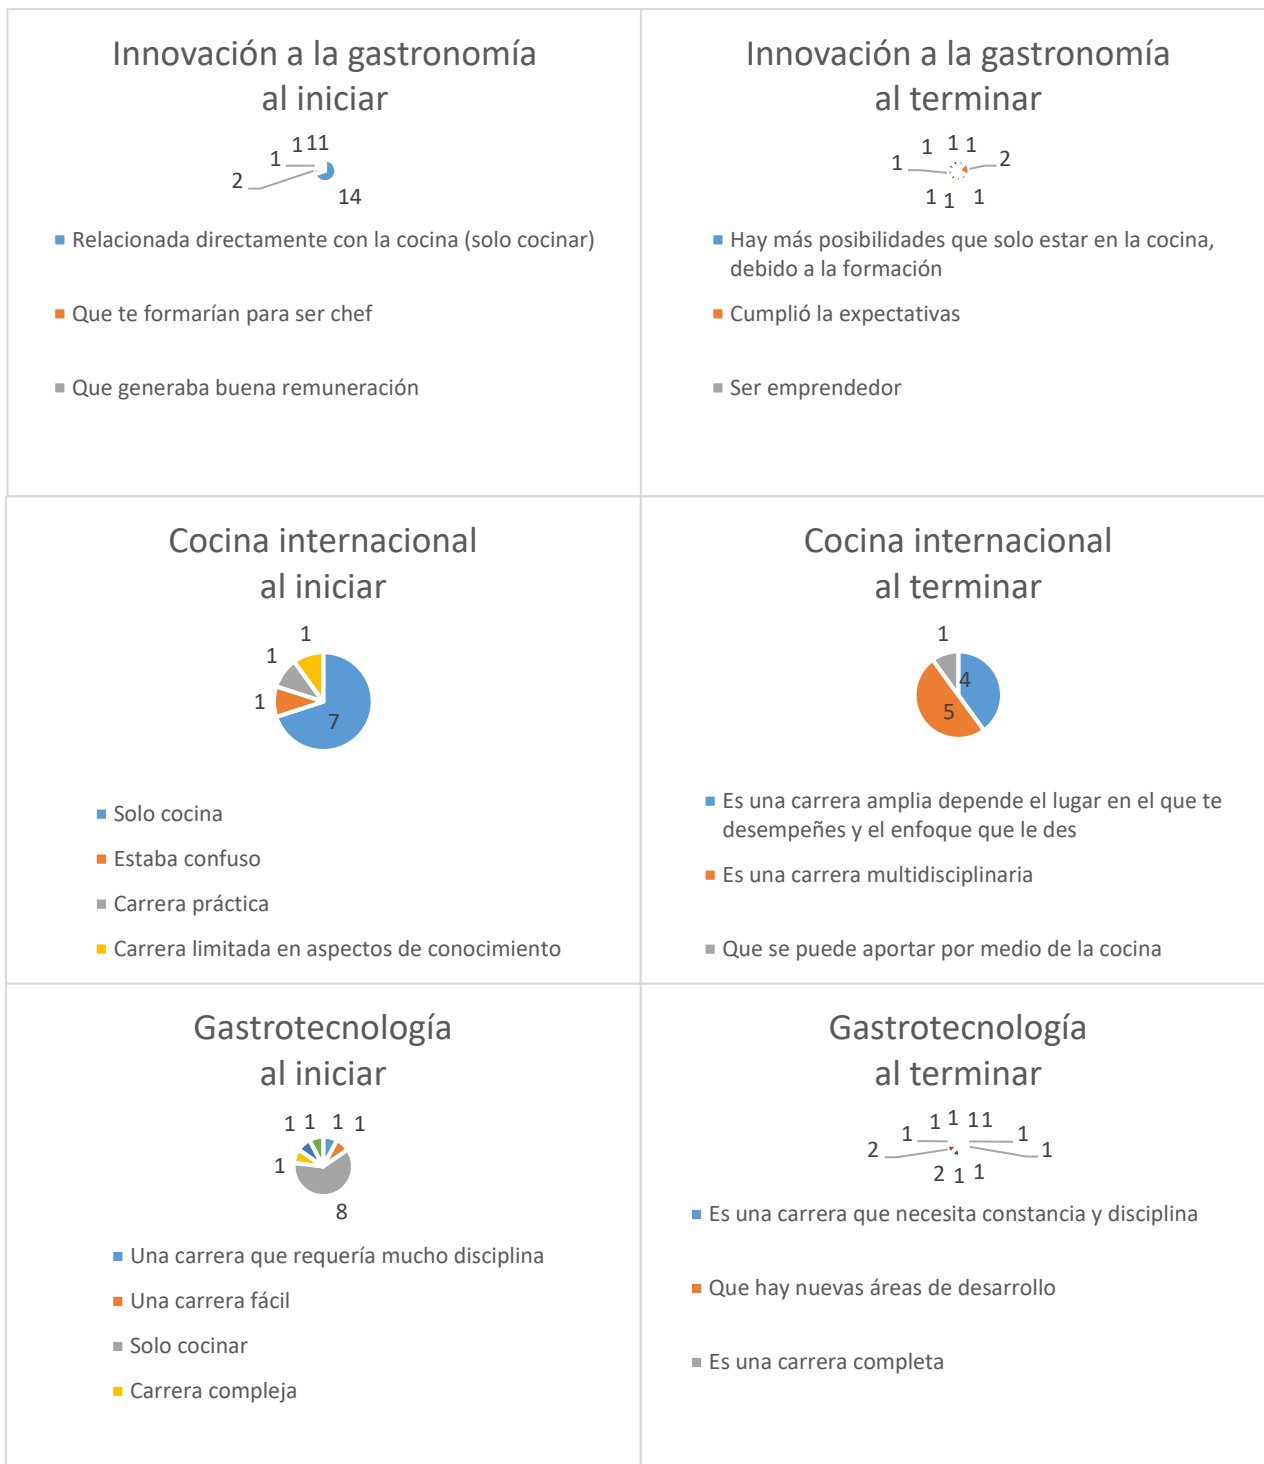 Innovación a la gastronomía
al iniciar
1 1 1 1
2
14
Relacionada directamente con la cocina (solo cocinar)
Que te formarían para ser chef
Que generaba buena remuneración
Innovación a la gastronomía
al terminar
1 1 1 1 2
1 1 1
Hay más posibilidades que solo estar en la cocina,
debido a la formación
Cumplió la expectativas
Ser emprendedor
Cocina internacional
al iniciar
1
1
1
7
Solo cocina
Estaba confuso
Carrera práctica
Carrera limitada en aspectos de conocimiento
Cocina internacional
al terminar
1
4
5
Es una carrera amplia depende el lugar en el que te
desempeñes y el enfoque que le des
Es una carrera multidisciplinaria
Que se puede aportar por medio de la cocina
Gastrotecnología
al iniciar
1 1 1 1
1
8
Una carrera que requería mucho disciplina
Una carrera fácil
Solo cocinar
Carrera compleja
Gastrotecnología
al terminar
1 1 1 1 1 1
2 1
2 1 1
Es una carrera que necesita constancia y disciplina
Que hay nuevas áreas de desarrollo
Es una carrera completa